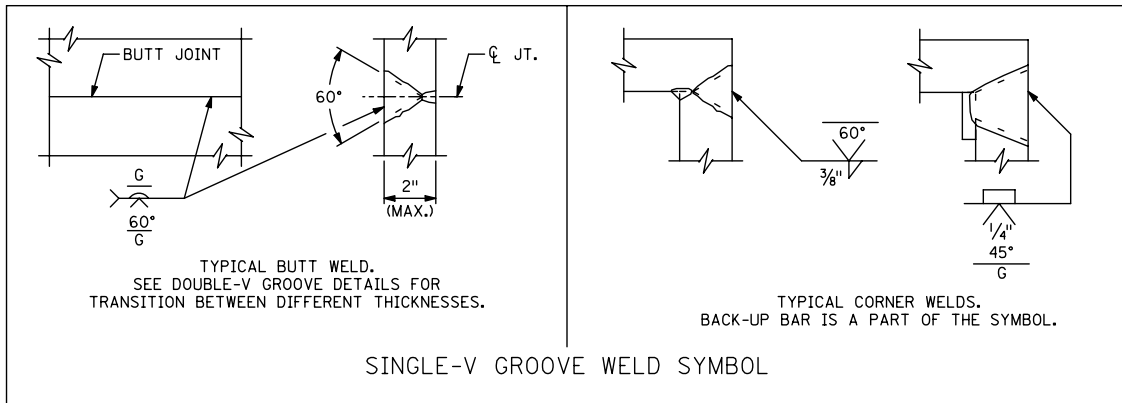 BUTT JOINT
℄ JT.
60°
2"
(MAX.)
G
60°
G
TYPICAL BUTT WELD.
SEE DOUBLE-V GROOVE DETAILS FOR
TRANSITION BETWEEN DIFFERENT THICKNESSES.
60°
3/8"
1/4"
45°
G
TYPICAL CORNER WELDS.
BACK-UP BAR IS A PART OF THE SYMBOL.
SINGLE-V GROOVE WELD SYMBOL